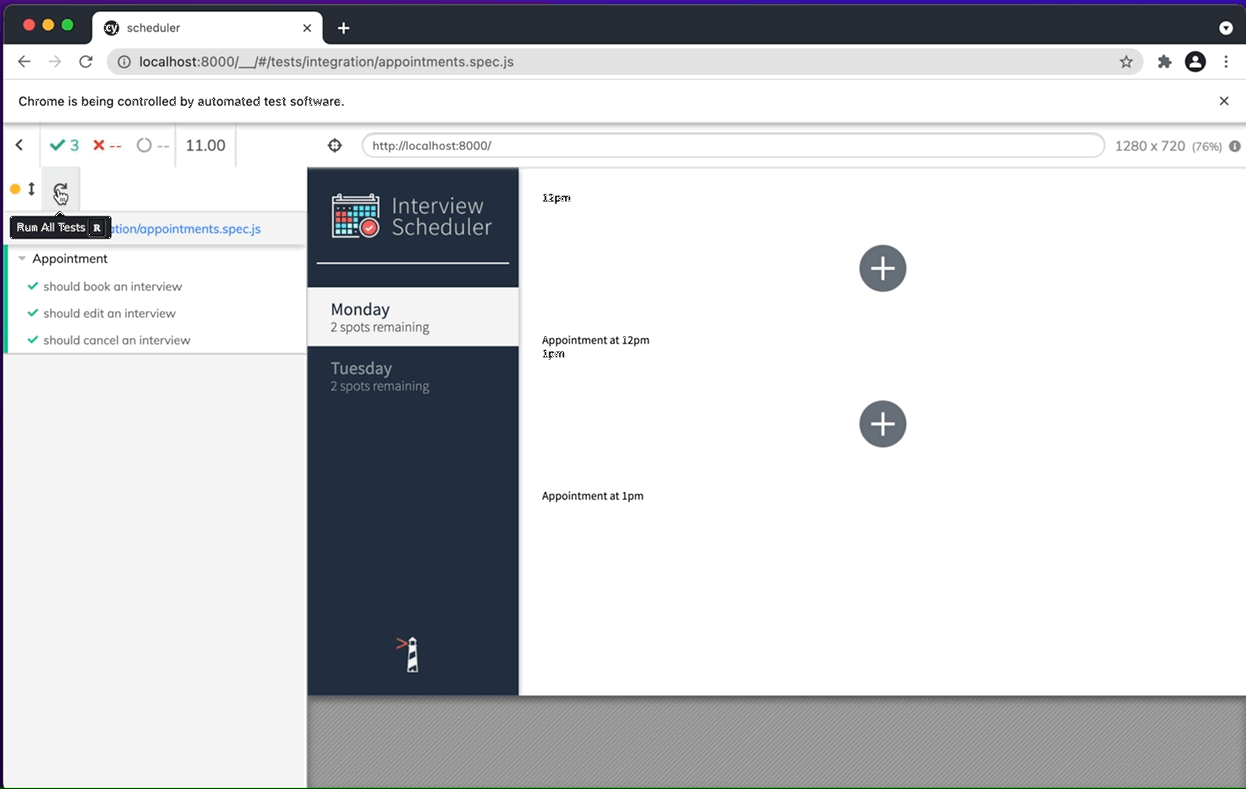 scheduler
localhost:8000/__/#/tests/integration/appointments.spec.js
Chrome is being controlled by automated test software.
3 -- -- 11.00
http://localhost:8000/
1280 x 720 (76%)
Run All Tests R
ation/appointments.spec.js
Appointment
should book an interview
should edit an interview
should cancel an interview
Interview
Scheduler
Monday
2 spots remaining
Tuesday
2 spots remaining
12pm
Appointment at 12pm
1pm
Appointment at 1pm